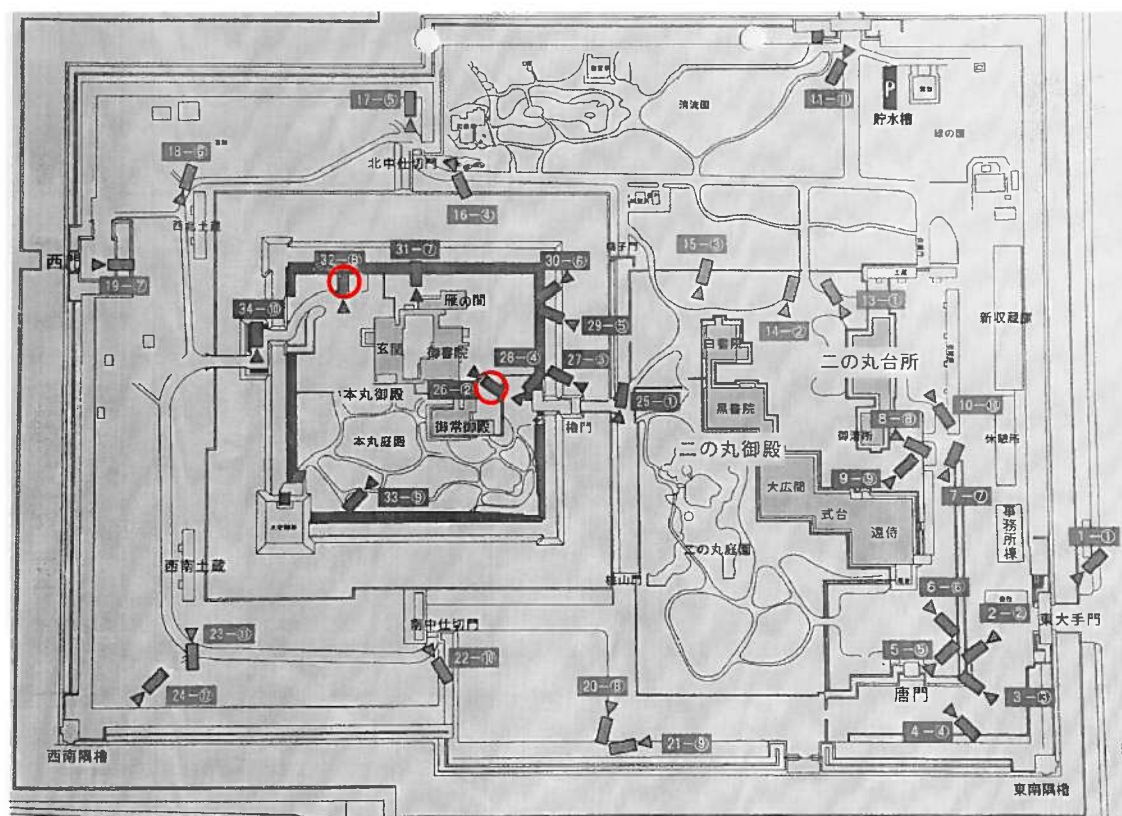 P
11-⑪
貯水槽
清流園
緑の園
17-⑤
北中仕切門
18-⑥
16-④
西北土蔵
15-③
西門
19-⑦
32-⑧
31-⑦
30-⑥
14-②
13-①
土蔵
新収蔵庫
34-⑩
雁の間
29-⑤
白書院
玄関
御書院
28-④
27-③
二の丸台所
26-②
25-①
10-⑩
本丸御殿
櫓門
黒書院
8-⑧
御常御殿
御清所
休憩所
本丸庭園
二の丸御殿
9-⑨
7-⑦
33-⑨
大広間
式台
遠侍
事務所棟
1-①
西南土蔵
二の丸庭園
桃山門
6-⑥
2-②
東大手門
南中仕切門
23-⑪
22-⑩
5-⑤
24-⑫
20-⑧
唐門
3-③
4-④
21-⑨
西南隅櫓
東南隅櫓